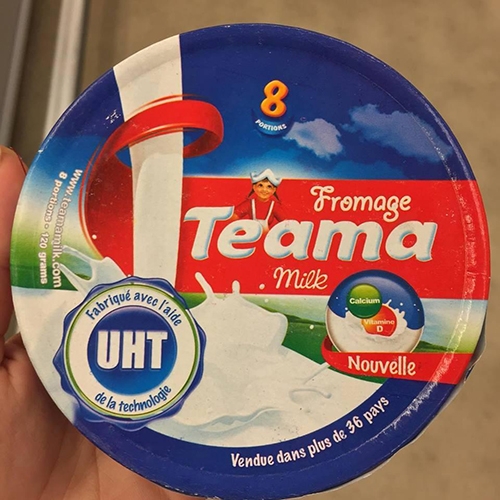 8
PORTIONS
Fromage
Teama
Milk
Calcium
Vitamine
D
Nouvelle
www.teamamilk.com
8 portions - 120 grams
Fabriqué avec l'aide
UHT
de la technologie
Vendue dans plus de 36 pays